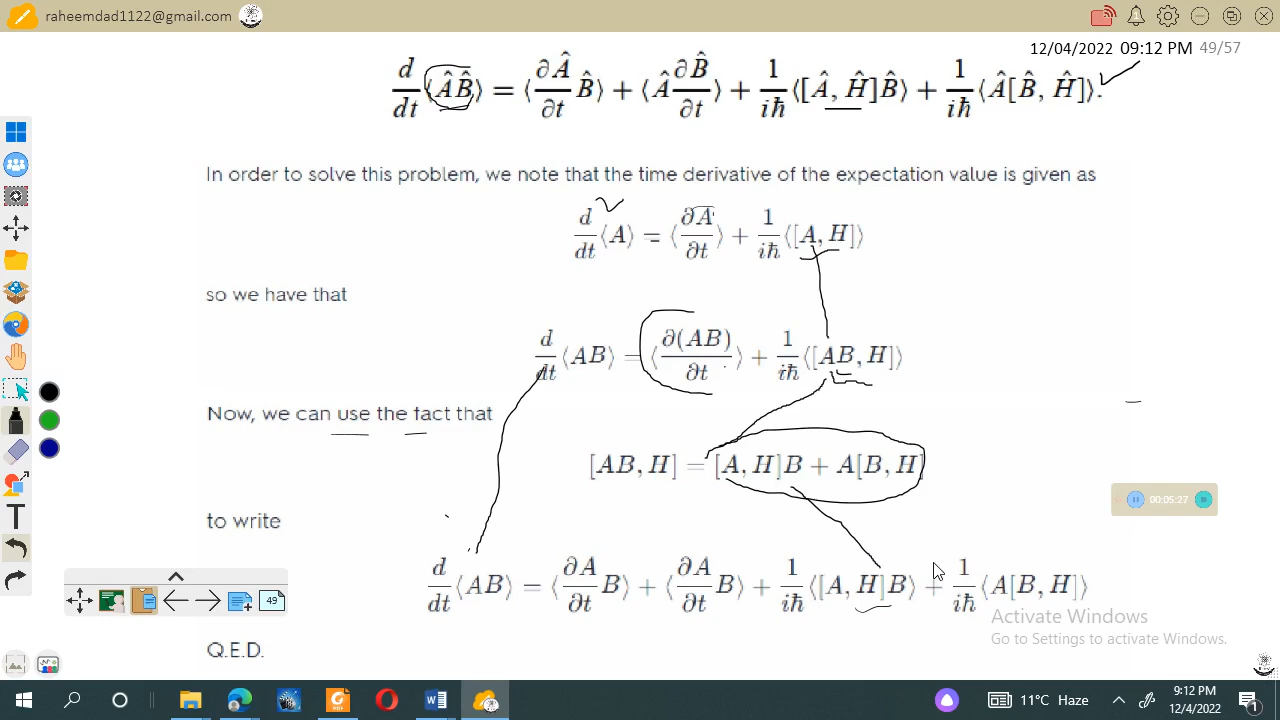 raheemdad1122@gmail.com
12/04/2022 09:12 PM 49/57
d/dt ⟨ÂB̂⟩ = ⟨∂Â/∂t B̂⟩ + ⟨Â ∂B̂/∂t⟩ + 1/iħ ⟨[Â, Ĥ]B̂⟩ + 1/iħ ⟨Â[B̂, Ĥ]⟩.
In order to solve this problem, we note that the time derivative of the expectation value is given as
d/dt ⟨A⟩ = ⟨∂A/∂t⟩ + 1/iħ ⟨[A, H]⟩
so we have that
d/dt ⟨AB⟩ = ⟨∂(AB)/∂t⟩ + 1/iħ ⟨[AB, H]⟩
Now, we can use the fact that
[AB, H] = [A, H]B + A[B, H]
00:05:27
to write
d/dt ⟨AB⟩ = ⟨∂A/∂t B⟩ + ⟨∂A/∂t B⟩ + 1/iħ ⟨[A, H]B⟩ + 1/iħ ⟨A[B, H]⟩
49
T
Activate Windows
Go to Settings to activate Windows.
Q.E.D.
11°C Haze
9:12 PM
12/4/2022
1